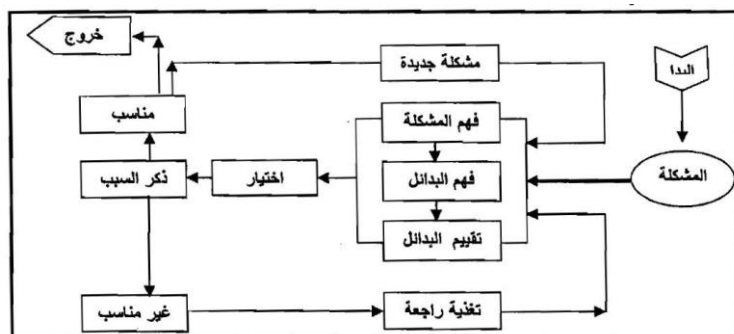 خروج
مشكلة جديدة
البدا
مناسب
فهم المشكلة
ذكر السبب
اختيار
فهم البدائل
المشكلة
تقييم البدائل
غير مناسب
تغذية راجعة